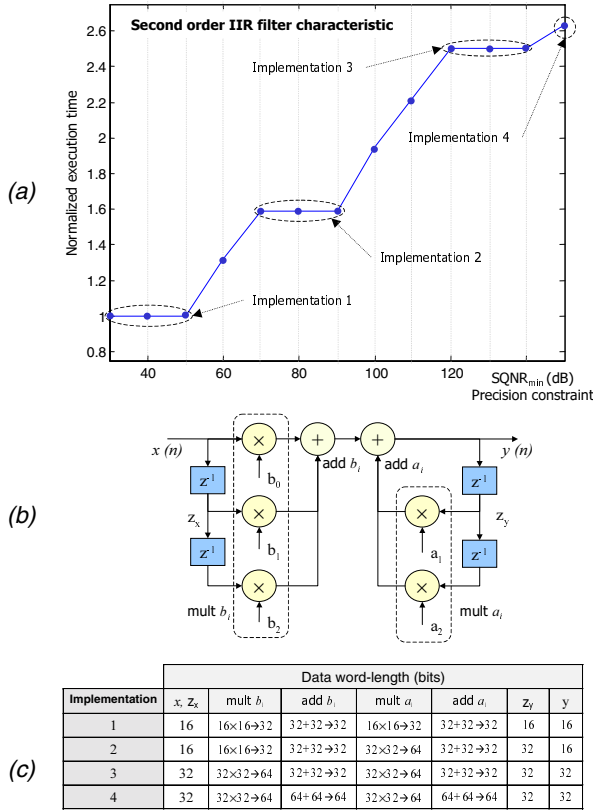 (a)
Second order IIR filter characteristic
Normalized execution time
2.6
2.4
2.2
2
1.8
1.6
1.4
1.2
1
0.8
Implementation 3
Implementation 4
Implementation 2
Implementation 1
40 60 80 100 120
SQNRmin (dB)
Precision constraint
(b)
x (n) × + + y (n)
add bi add ai
z-1 b0 z-1
zx × × zy
z-1 b1 a1 z-1
× ×
mult bi b2 a2 mult ai
(c)
Data word-length (bits)
Implementation x, zx mult bi add bi mult ai add ai zy y
1 16 16×16→32 32+32→32 16×16→32 32+32→32 16 16
2 16 16×16→32 32+32→32 32×32→64 32+32→32 32 16
3 32 32×32→64 32+32→32 32×32→64 32+32→32 32 32
4 32 32×32→64 64+64→64 32×32→64 64+64→64 32 32